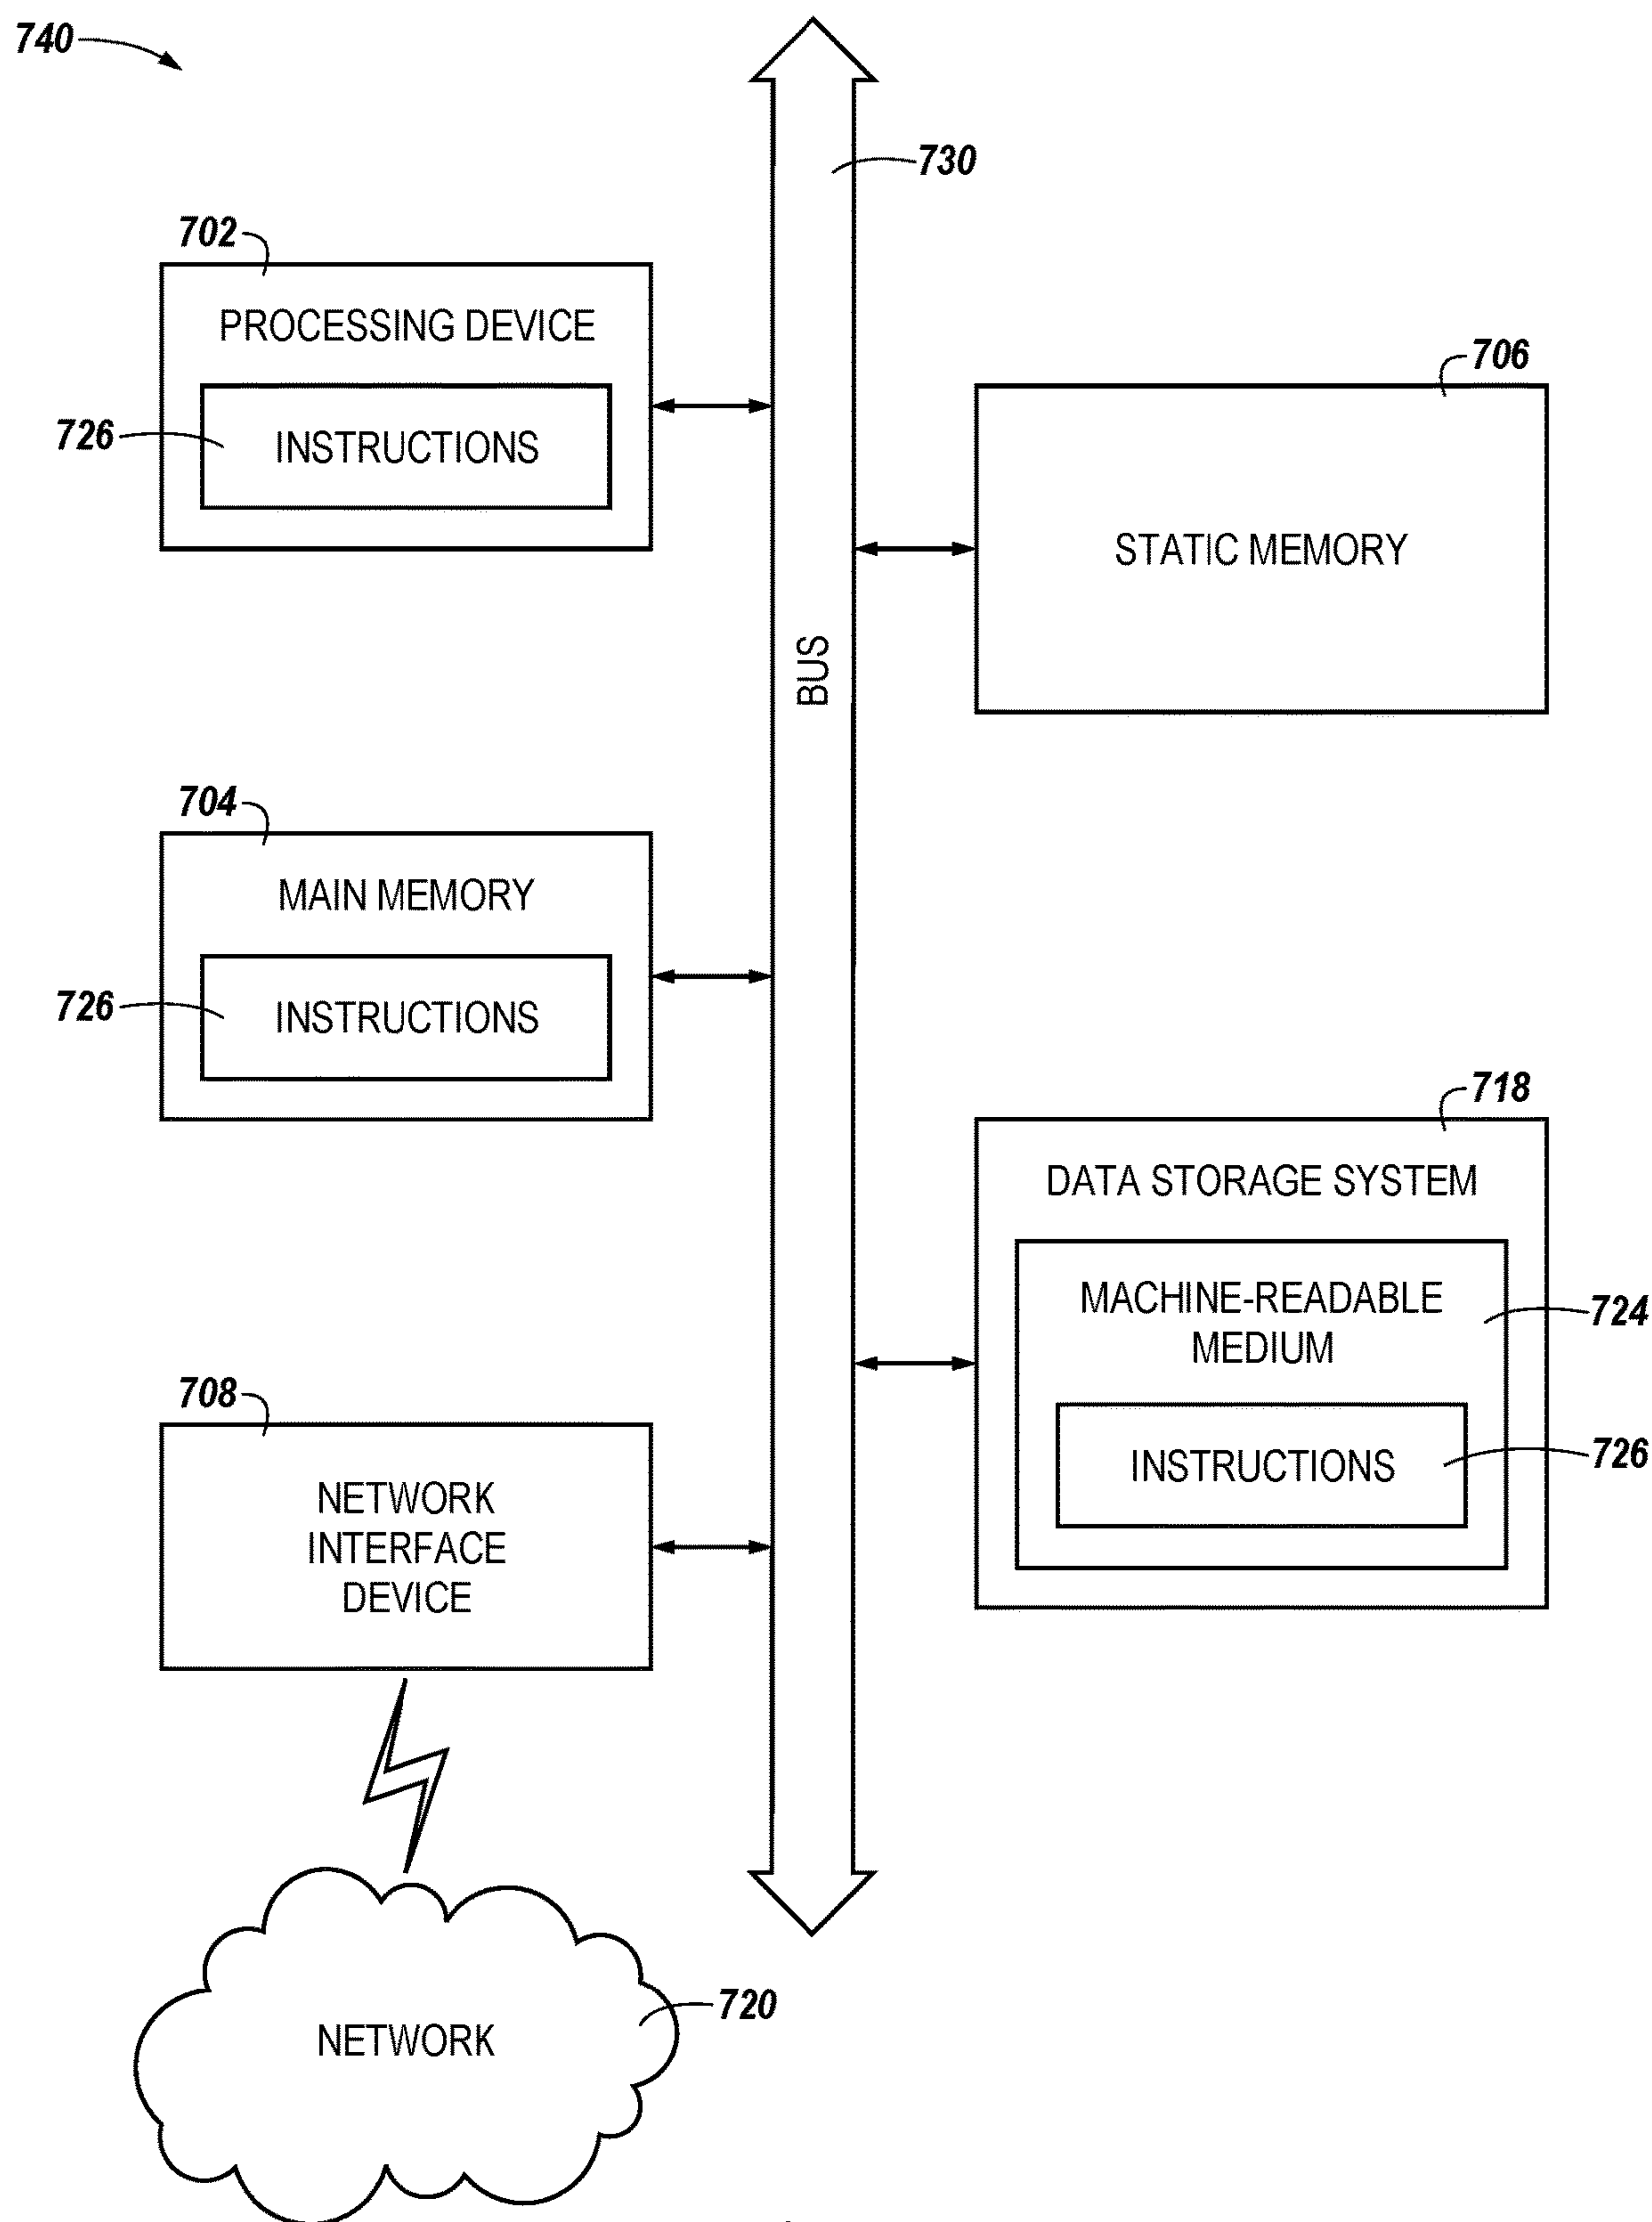 740
730
702
PROCESSING DEVICE
726
INSTRUCTIONS
706
STATIC MEMORY
BUS
704
MAIN MEMORY
726
INSTRUCTIONS
718
DATA STORAGE SYSTEM
MACHINE-READABLE
MEDIUM
724
INSTRUCTIONS
726
708
NETWORK
INTERFACE
DEVICE
720
NETWORK